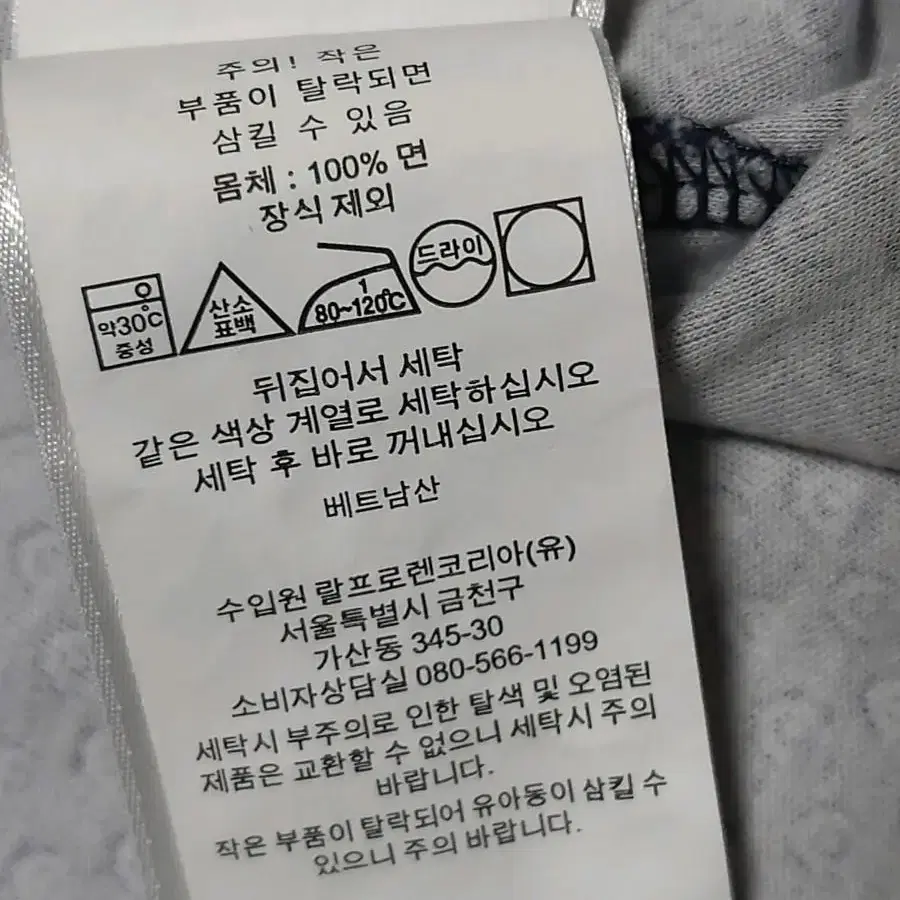 주의! 작은
부품이 탈락되면
삼킬 수 있음
몸체 : 100% 면
장식 제외
약30℃
중성
산소
표백
1
80~120℃
드라이
뒤집어서 세탁
같은 색상 계열로 세탁하십시오
세탁 후 바로 꺼내십시오
베트남산
수입원 랄프로렌코리아(유)
서울특별시 금천구
가산동 345-30
소비자상담실 080-566-1199
세탁시 부주의로 인한 탈색 및 오염된
제품은 교환할 수 없으니 세탁시 주의
바랍니다.
작은 부품이 탈락되어 유아동이 삼킬 수
있으니 주의 바랍니다.